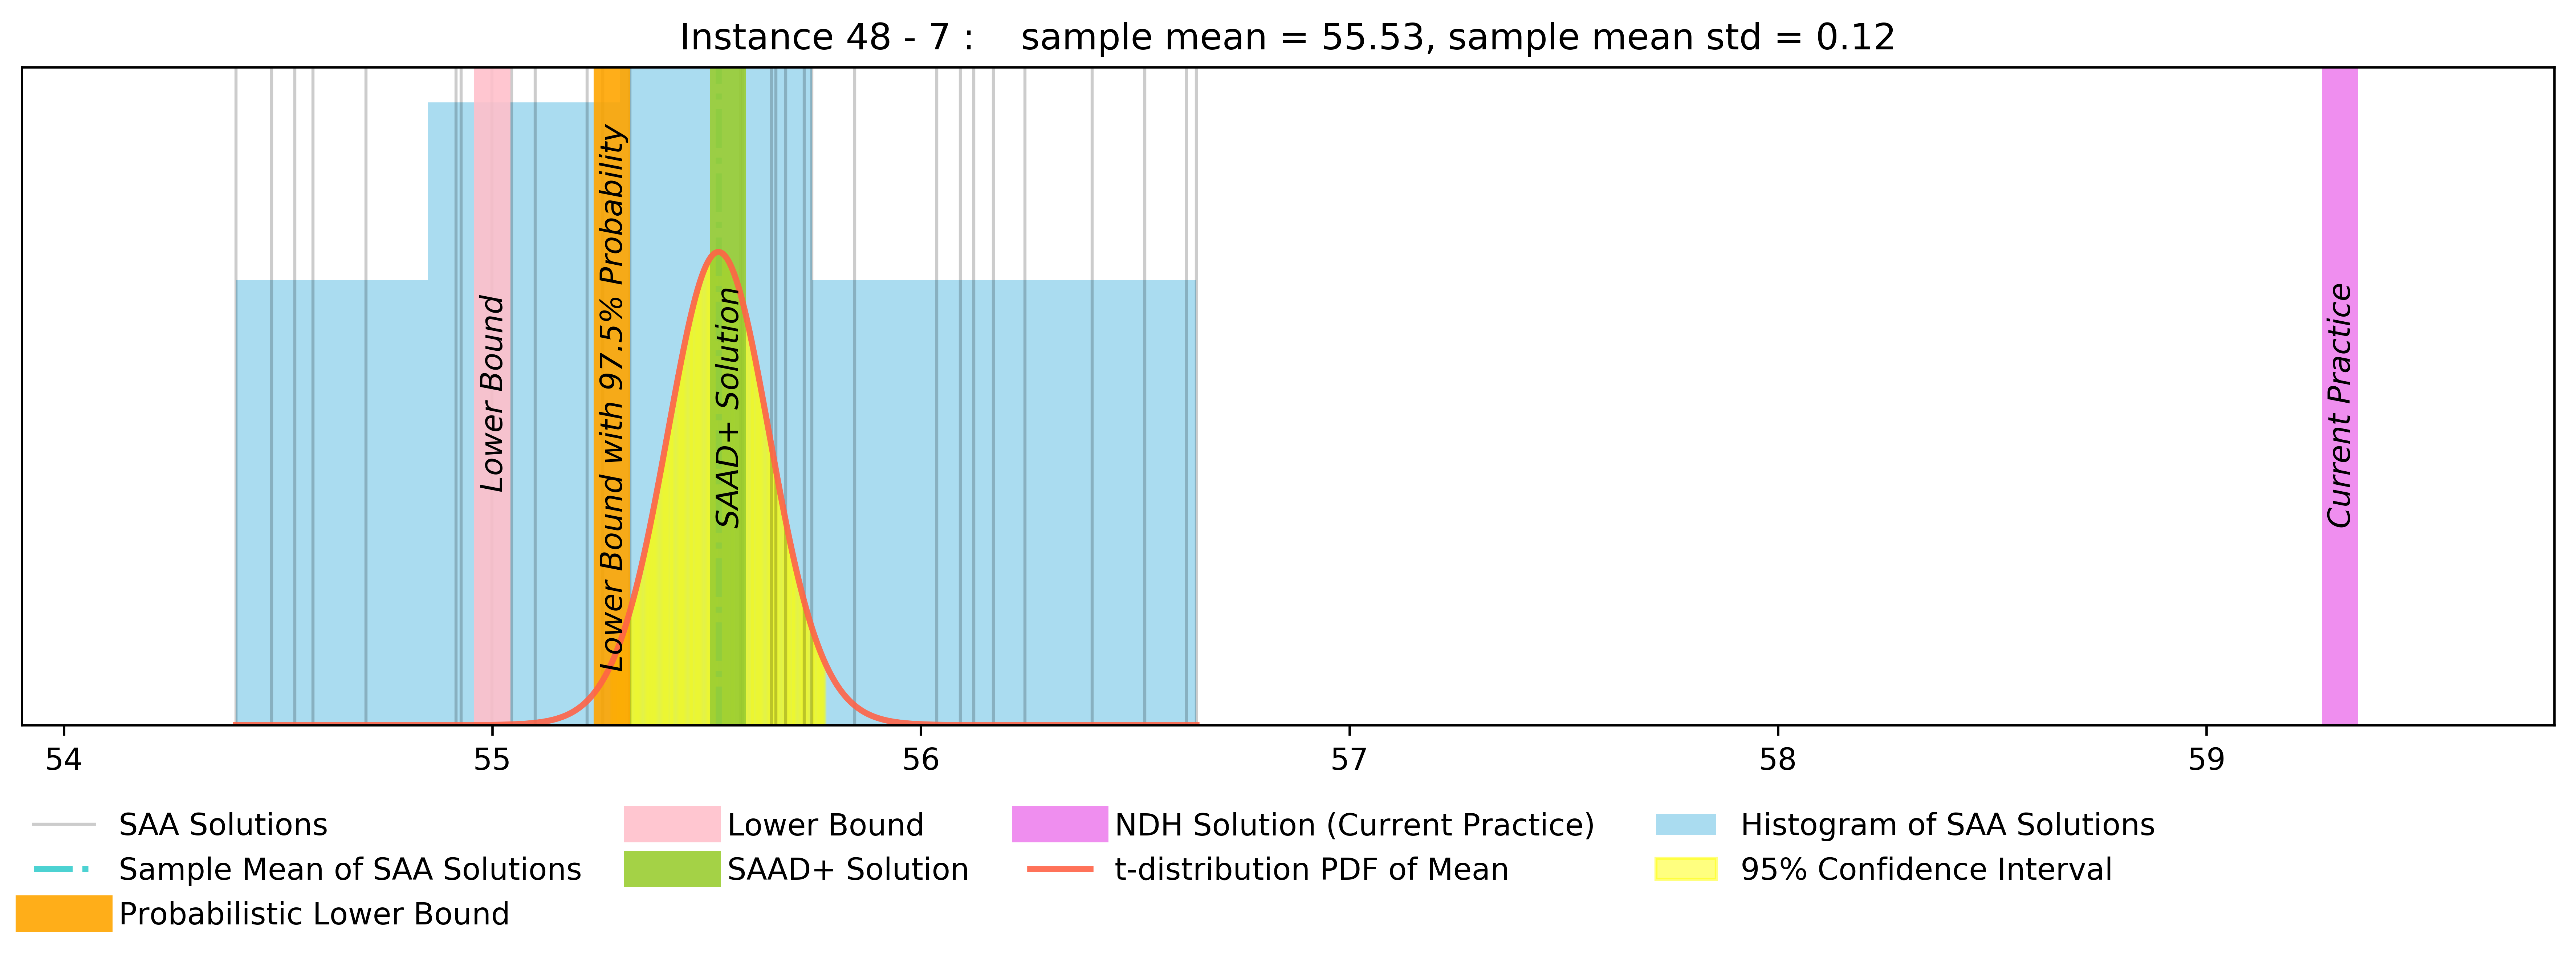 Instance 48 - 7 :    sample mean = 55.53, sample mean std = 0.12
Lower Bound
Lower Bound with 97.5% Probability
SAAD+ Solution
Current Practice
54 55 56 57 58 59
SAA Solutions
Sample Mean of SAA Solutions
Probabilistic Lower Bound
Lower Bound
SAAD+ Solution
NDH Solution (Current Practice)
t-distribution PDF of Mean
Histogram of SAA Solutions
95% Confidence Interval